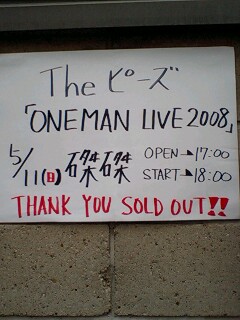 The ピーズ
「ONEMAN LIVE 2008」
5/11(日) 磔磔 OPEN→17:00
START→18:00
THANK YOU SOLD OUT!!